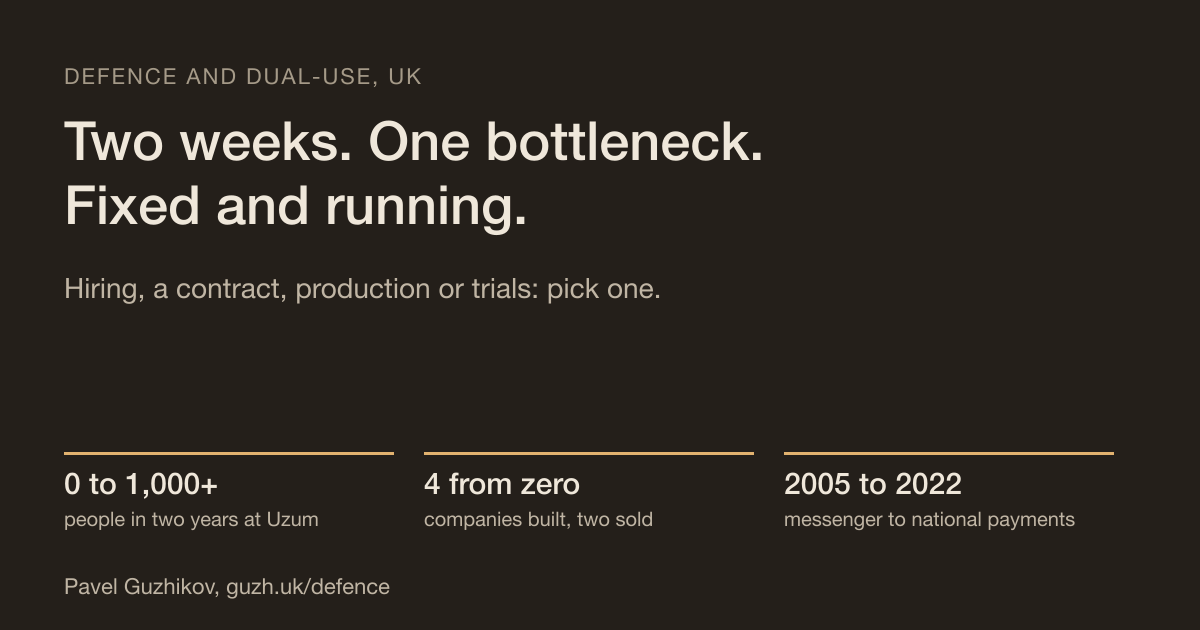 DEFENCE AND DUAL-USE, UK
Two weeks. One bottleneck.
Fixed and running.
Hiring, a contract, production or trials: pick one.
0 to 1,000+
people in two years at Uzum
4 from zero
companies built, two sold
2005 to 2022
messenger to national payments
Pavel Guzhikov, guzh.uk/defence